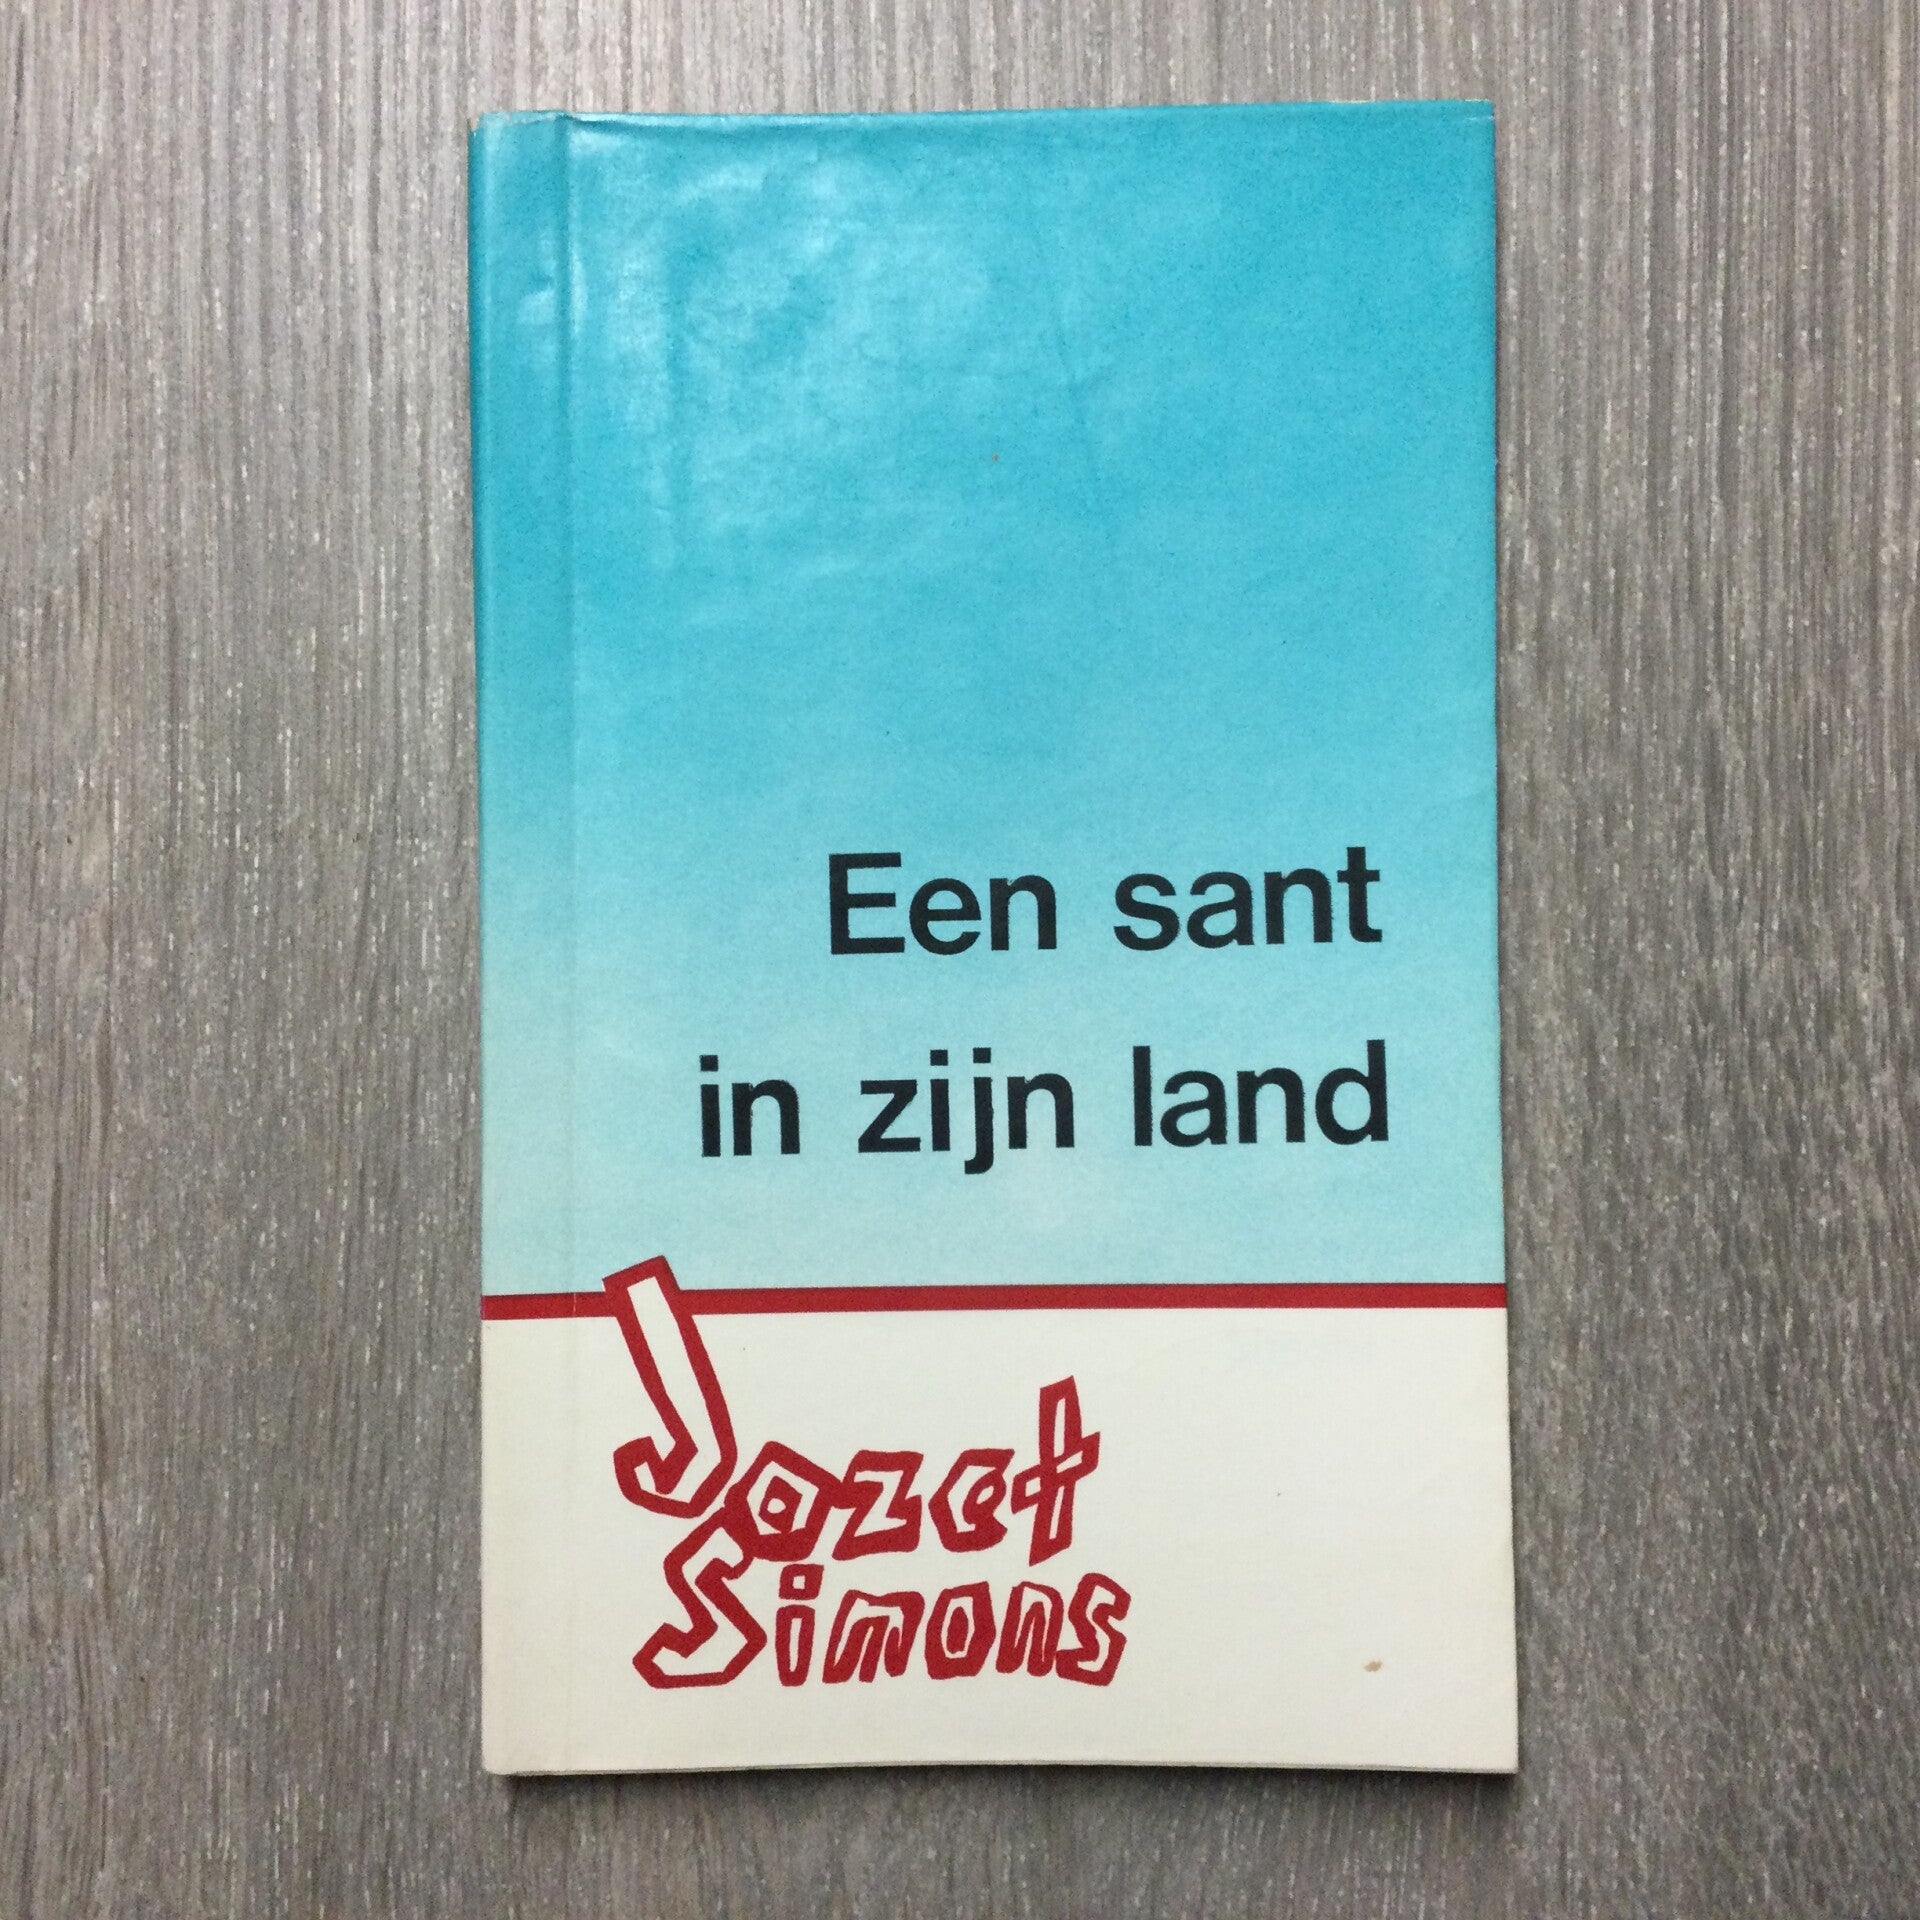 Een sant
in zijn land
Jozef
Simons